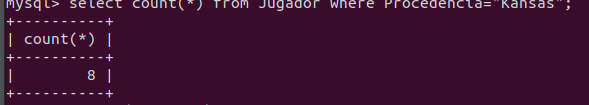 mysql> select count(*) from Jugador where Procedencia="Kansas";
+----------+
| count(*) |
+----------+
|        8 |
+----------+